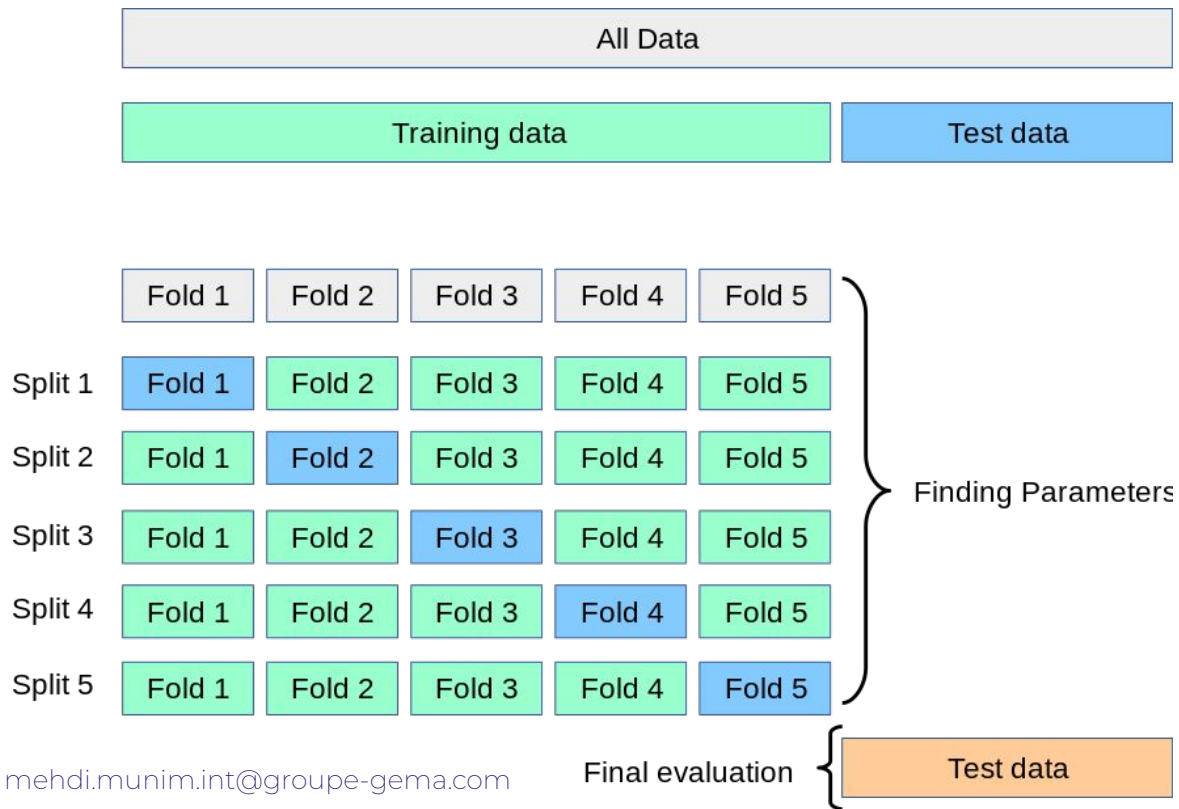 All Data
Training data Test data
Fold 1 Fold 2 Fold 3 Fold 4 Fold 5
Split 1 Fold 1 Fold 2 Fold 3 Fold 4 Fold 5
Split 2 Fold 1 Fold 2 Fold 3 Fold 4 Fold 5
Finding Parameters
Split 3 Fold 1 Fold 2 Fold 3 Fold 4 Fold 5
Split 4 Fold 1 Fold 2 Fold 3 Fold 4 Fold 5
Split 5 Fold 1 Fold 2 Fold 3 Fold 4 Fold 5
mehdi.munim.int@groupe-gema.com Final evaluation Test data